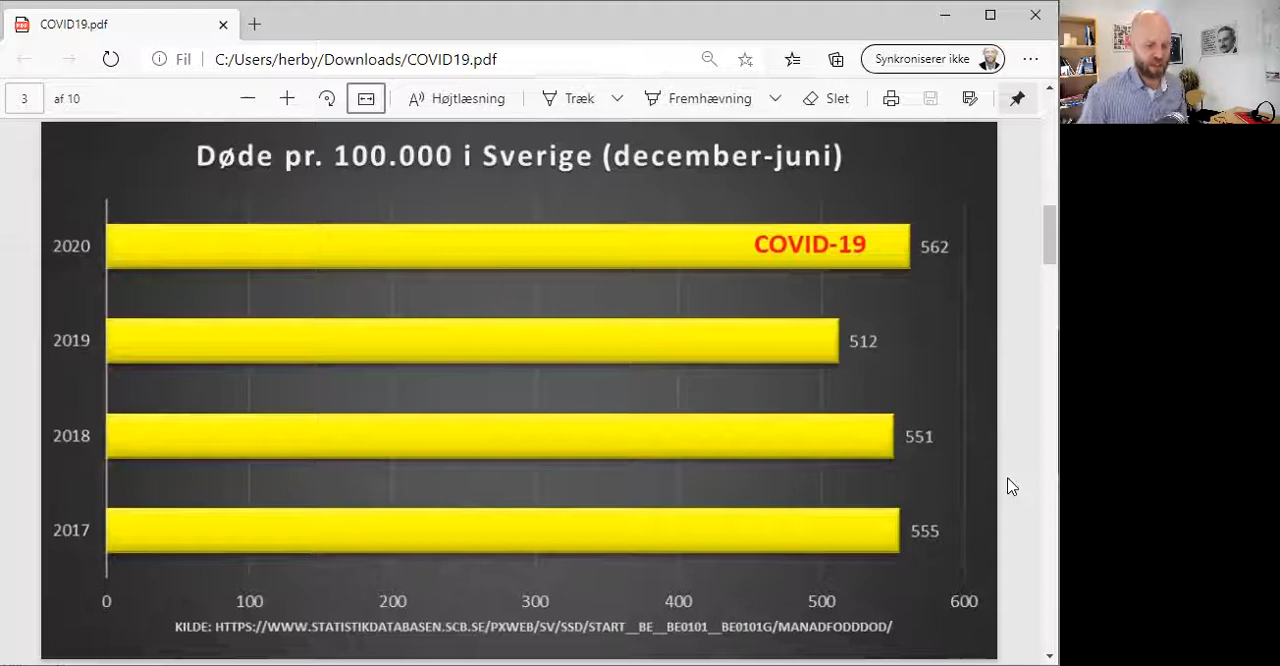 COVID19.pdf
Fil
C:/Users/herby/Downloads/COVID19.pdf
Synkroniserer ikke
3
af 10
Højtlæsning
Træk
Fremhævning
Slet
Døde pr. 100.000 i Sverige (december-juni)
2020
COVID-19
562
2019
512
2018
551
2017
555
0
100
200
300
400
500
600
KILDE: HTTPS://WWW.STATISTIKDATABASEN.SCB.SE/PXWEB/SV/SSD/START__BE__BE0101__BE0101G/MANADFODDDOD/